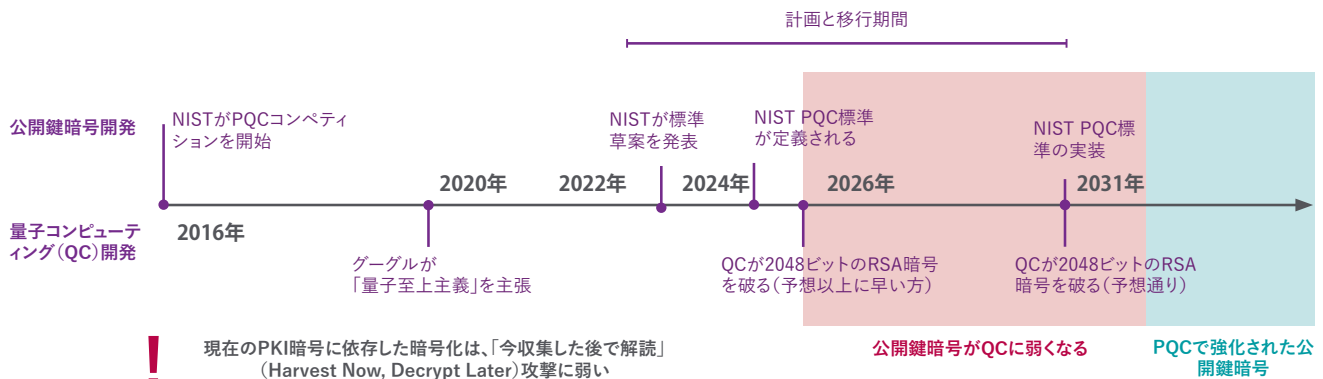 計画と移行期間
公開鍵暗号開発
NISTがPQCコンペティ
ションを開始
NISTが標準
草案を発表
NIST PQC標準
が定義される
NIST PQC標
準の実装
2020年
2022年
2024年
2026年
2031年
2016年
量子コンピューテ
ィング（QC）開発
グーグルが
「量子至上主義」を主張
QCが2048ビットのRSA暗号
を破る(予想以上に早い方)
QCが2048ビットのRSA
暗号を破る(予想通り)
!
現在のPKI暗号に依存した暗号化は、「今収集した後で解読」
（Harvest Now, Decrypt Later）攻撃に弱い
公開鍵暗号がQCに弱くなる
PQCで強化された公
開鍵暗号